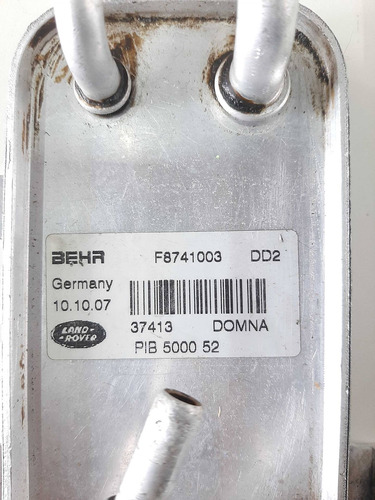 BEHR F8741003 DD2
Germany
10.10.07
LAND-
-ROVER
37413 DOMNA
PIB 5000 52